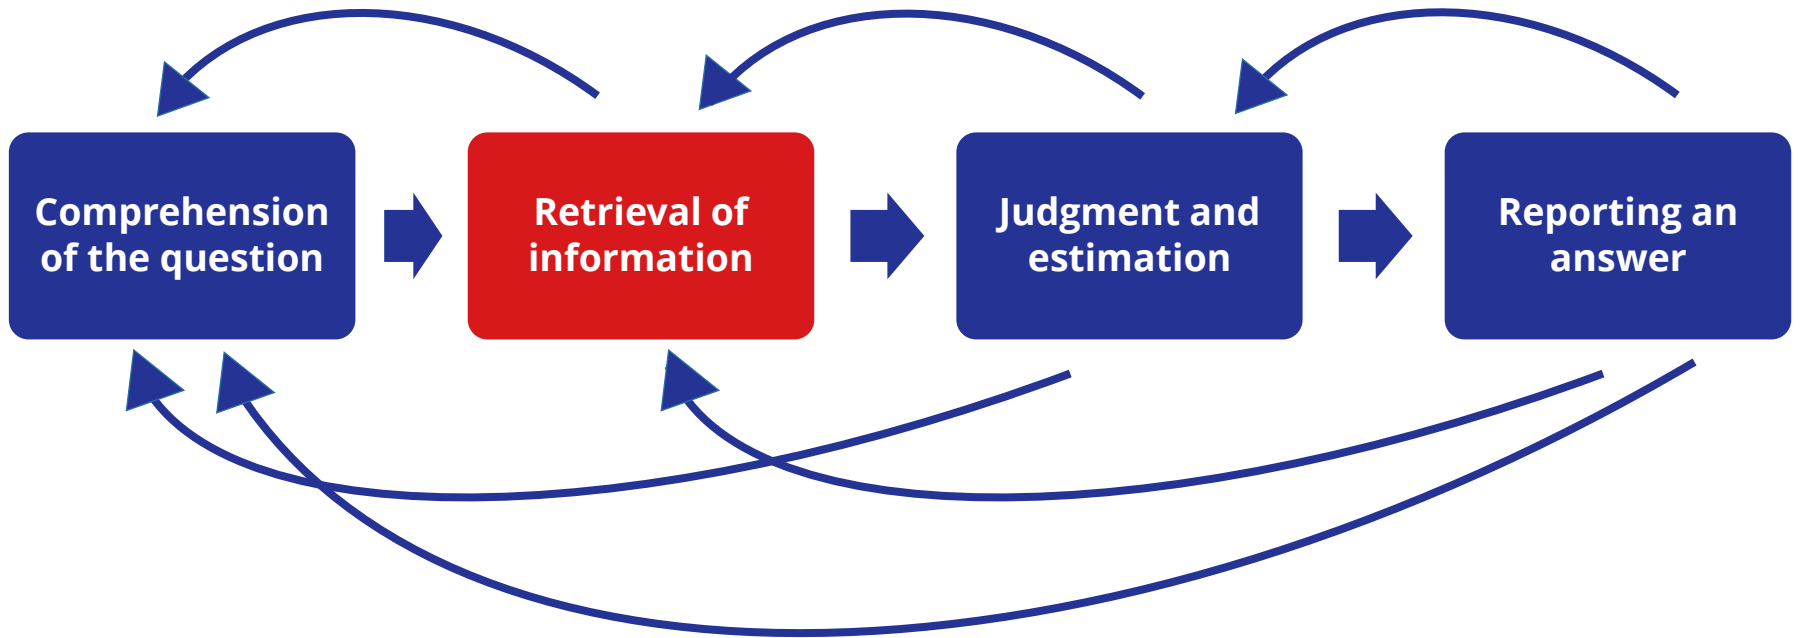 Comprehension
of the question
Retrieval of
information
Judgment and
estimation
Reporting an
answer